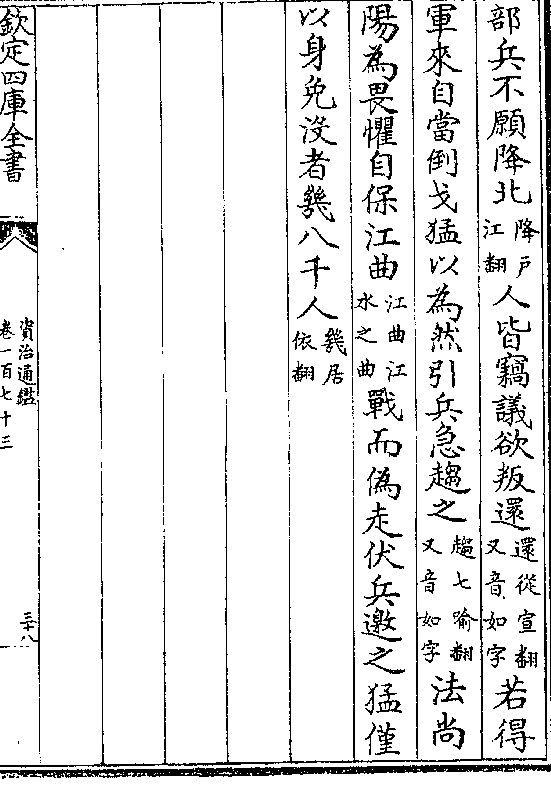 部兵不願降北降戶江翻人皆竊議欲叛還還從宣翻又音如字若得
軍來自當倒戈猛以為然引兵急趨之趨七喻翻又音如字法尚
陽為畏懼自保江曲江曲江水之曲戰而偽走伏兵邀之猛僅
以身免沒者幾八千人幾居依翻
欽定四庫全書
資治通鑑
卷一百七十三
三十八